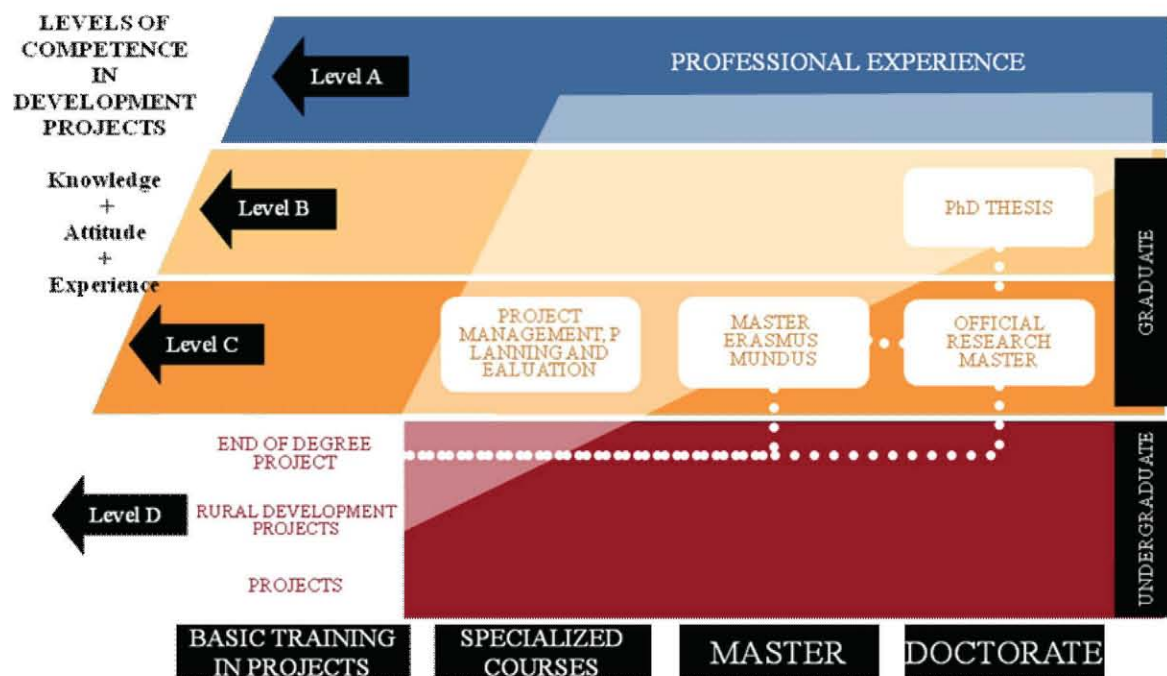 LEVELS OF
COMPETENCE
IN
DEVELOPMENT
PROJECTS
Knowledge
+
Attitude
+
Experience
Level A
PROFESSIONAL EXPERIENCE
Level B
PhD THESIS
Level C
PROJECT
MANAGEMENT, P
LANNING AND
EALUATION
MASTER
ERASMUS
MUNDUS
OFFICIAL
RESEARCH
MASTER
GRADUATE
END OF DEGREE
PROJECT
Level D
RURAL DEVELOPMENT
PROJECTS
PROJECTS
UNDERGRADUATE
BASIC TRAINING
IN PROJECTS
SPECIALIZED
COURSES
MASTER
DOCTORATE